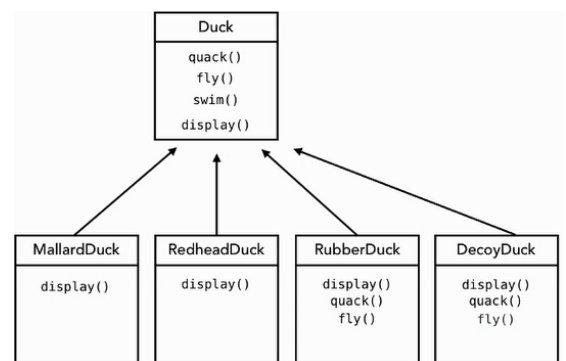 Duck
quack()
fly()
swim()
display()
MallardDuck
display()
RedheadDuck
display()
RubberDuck
display()
quack()
fly()
DecoyDuck
display()
quack()
fly()